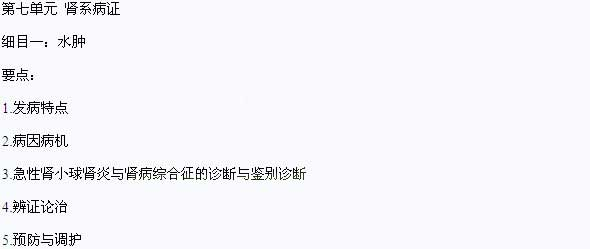 第七单元 肾系病证
细目一：水肿
要点：
1.发病特点
2.病因病机
3.急性肾小球肾炎与肾病综合征的诊断与鉴别诊断
4.辨证论治
5.预防与调护